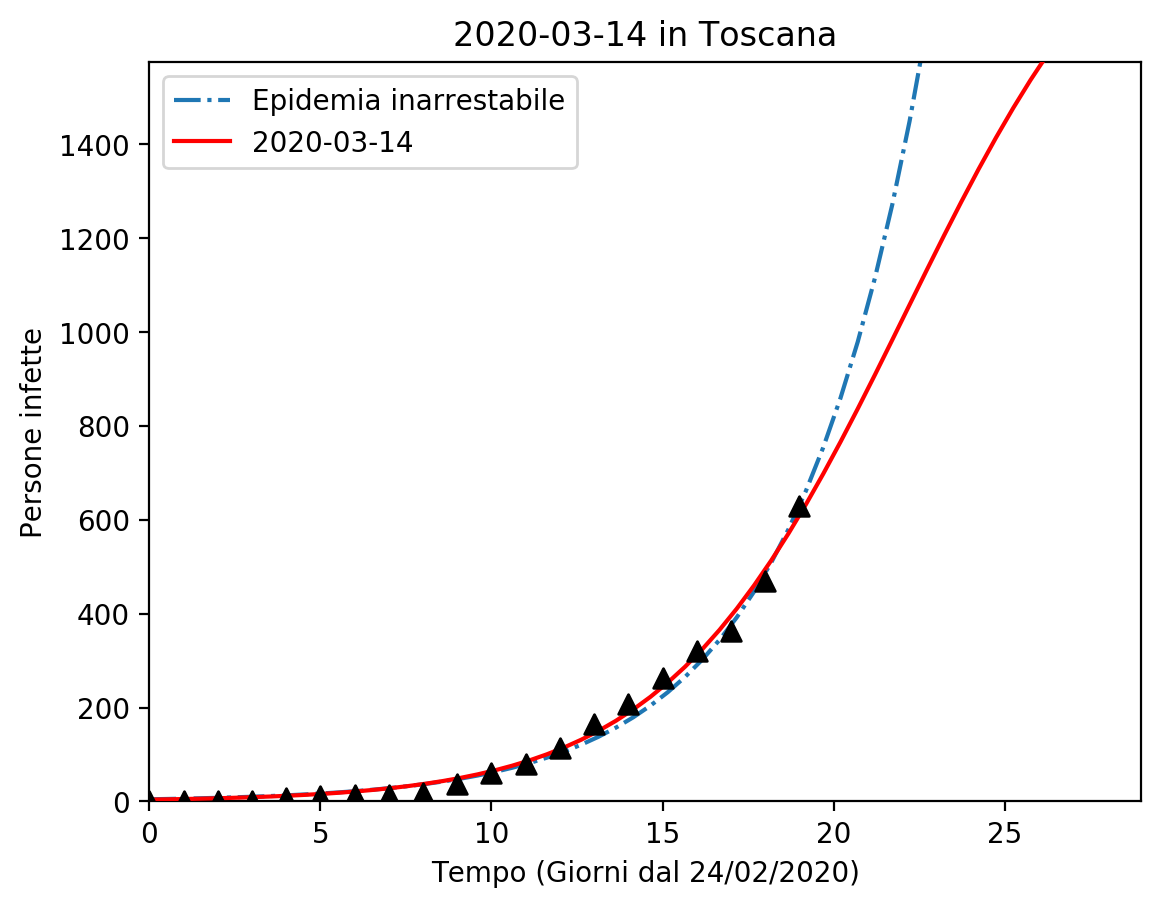 2020-03-14 in Toscana
Epidemia inarrestabile
2020-03-14
1400
1200
1000
800
600
400
200
0
Persone infette
0 5 10 15 20 25
Tempo (Giorni dal 24/02/2020)